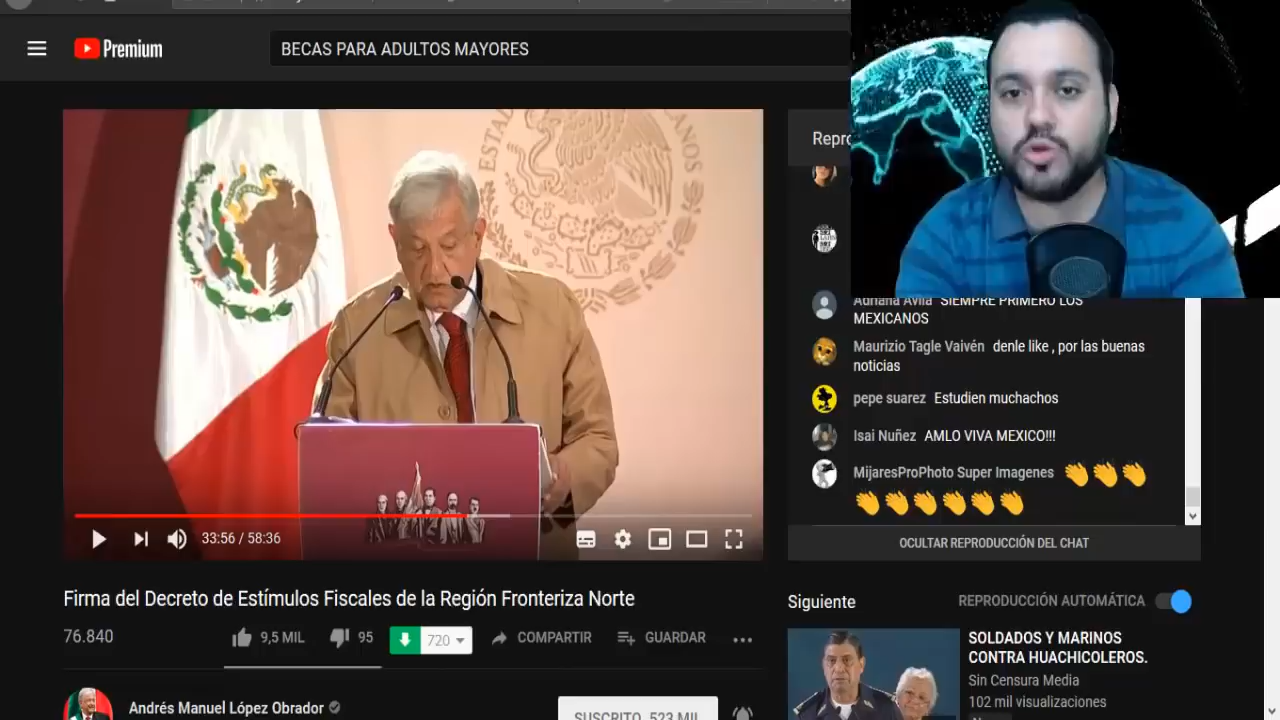 Premium
BECAS PARA ADULTOS MAYORES
ESTADOS
MEXICANOS
Adriana Avila SIEMPRE PRIMERO LOS
MEXICANOS
Maurizio Tagle Vaivén denle like , por las buenas
noticias
pepe suarez Estudien muchachos
Isai Nuñez AMLO VIVA MEXICO!!!
MijaresProPhoto Super Imagenes 👏👏👏
👏👏👏👏👏👏
OCULTAR REPRODUCCIÓN DEL CHAT
33:56 / 58:36
Firma del Decreto de Estímulos Fiscales de la Región Fronteriza Norte
76.840
9,5 MIL
95
720
COMPARTIR
GUARDAR
Andrés Manuel López Obrador
SUSCRITO 523 MIL
Siguiente
REPRODUCCIÓN AUTOMÁTICA
SOLDADOS Y MARINOS
CONTRA HUACHICOLEROS.
Sin Censura Media
102 mil visualizaciones